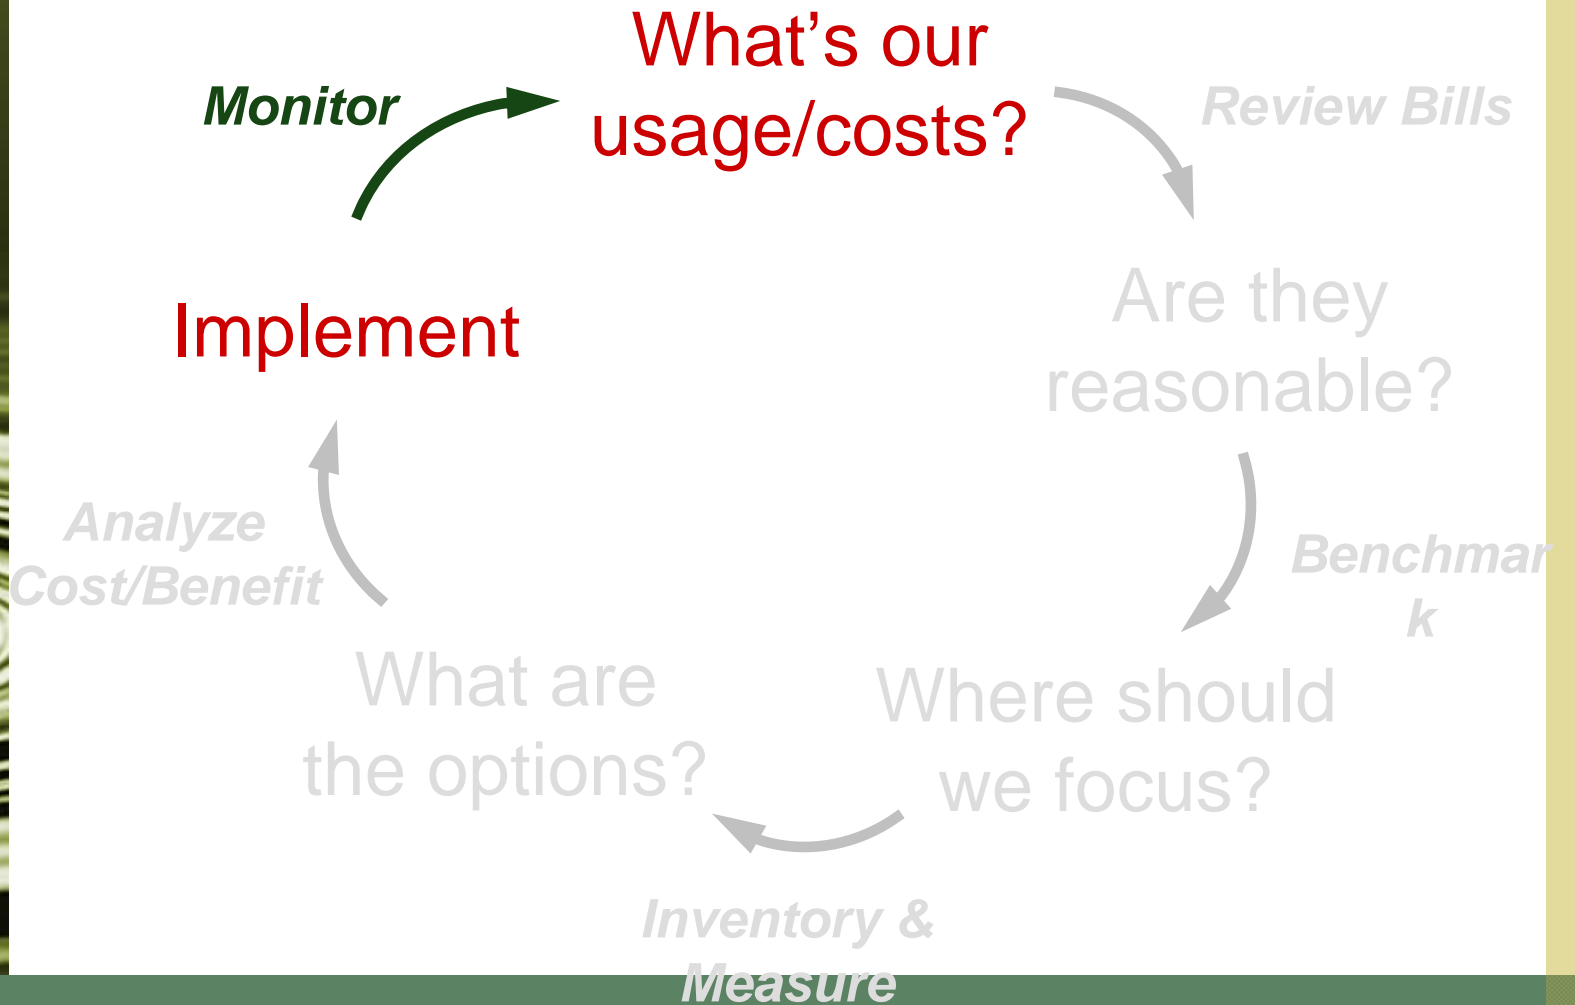 What’s our
usage/costs?
Monitor
Review Bills
Are they
reasonable?
Implement
Analyze
Cost/Benefit
Benchmar
k
What are
the options?
Where should
we focus?
Inventory &
Measure